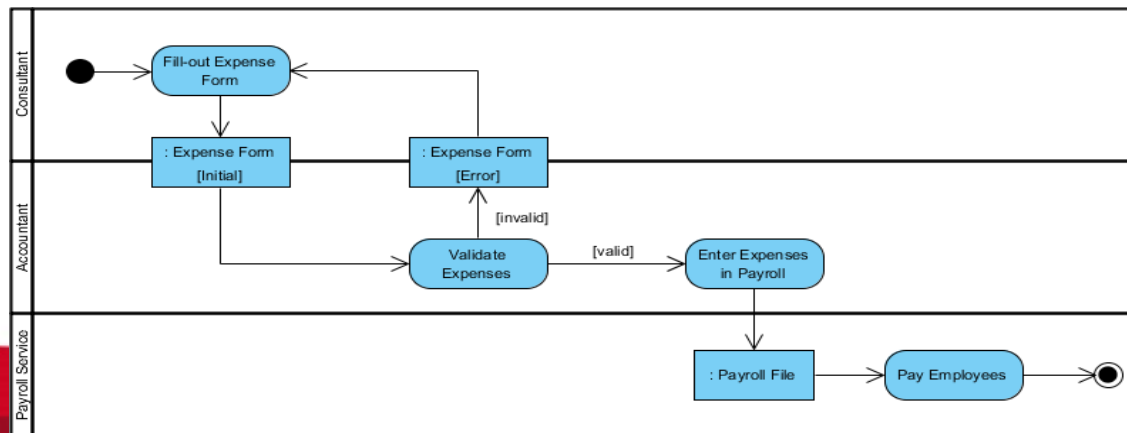 Consultant
Fill-out Expense
Form
: Expense Form
[Initial]
: Expense Form
[Error]
Accountant
[invalid]
Validate
Expenses
[valid]
Enter Expenses
in Payroll
Payroll Service
: Payroll File
Pay Employees